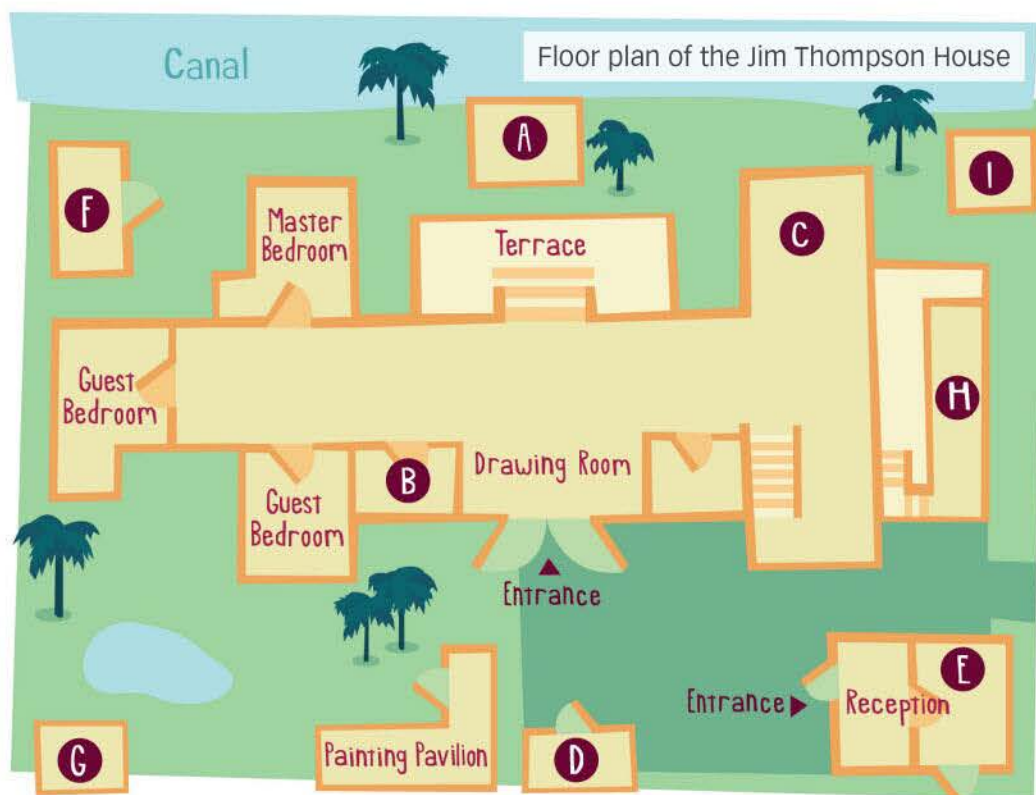 Canal
Floor plan of the Jim Thompson House
A
I
F
C
Master
Bedroom
Terrace
Guest
Bedroom
H
Drawing Room
B
Guest
Bedroom
Entrance
E
Entrance
Reception
G
Painting Pavilion
D